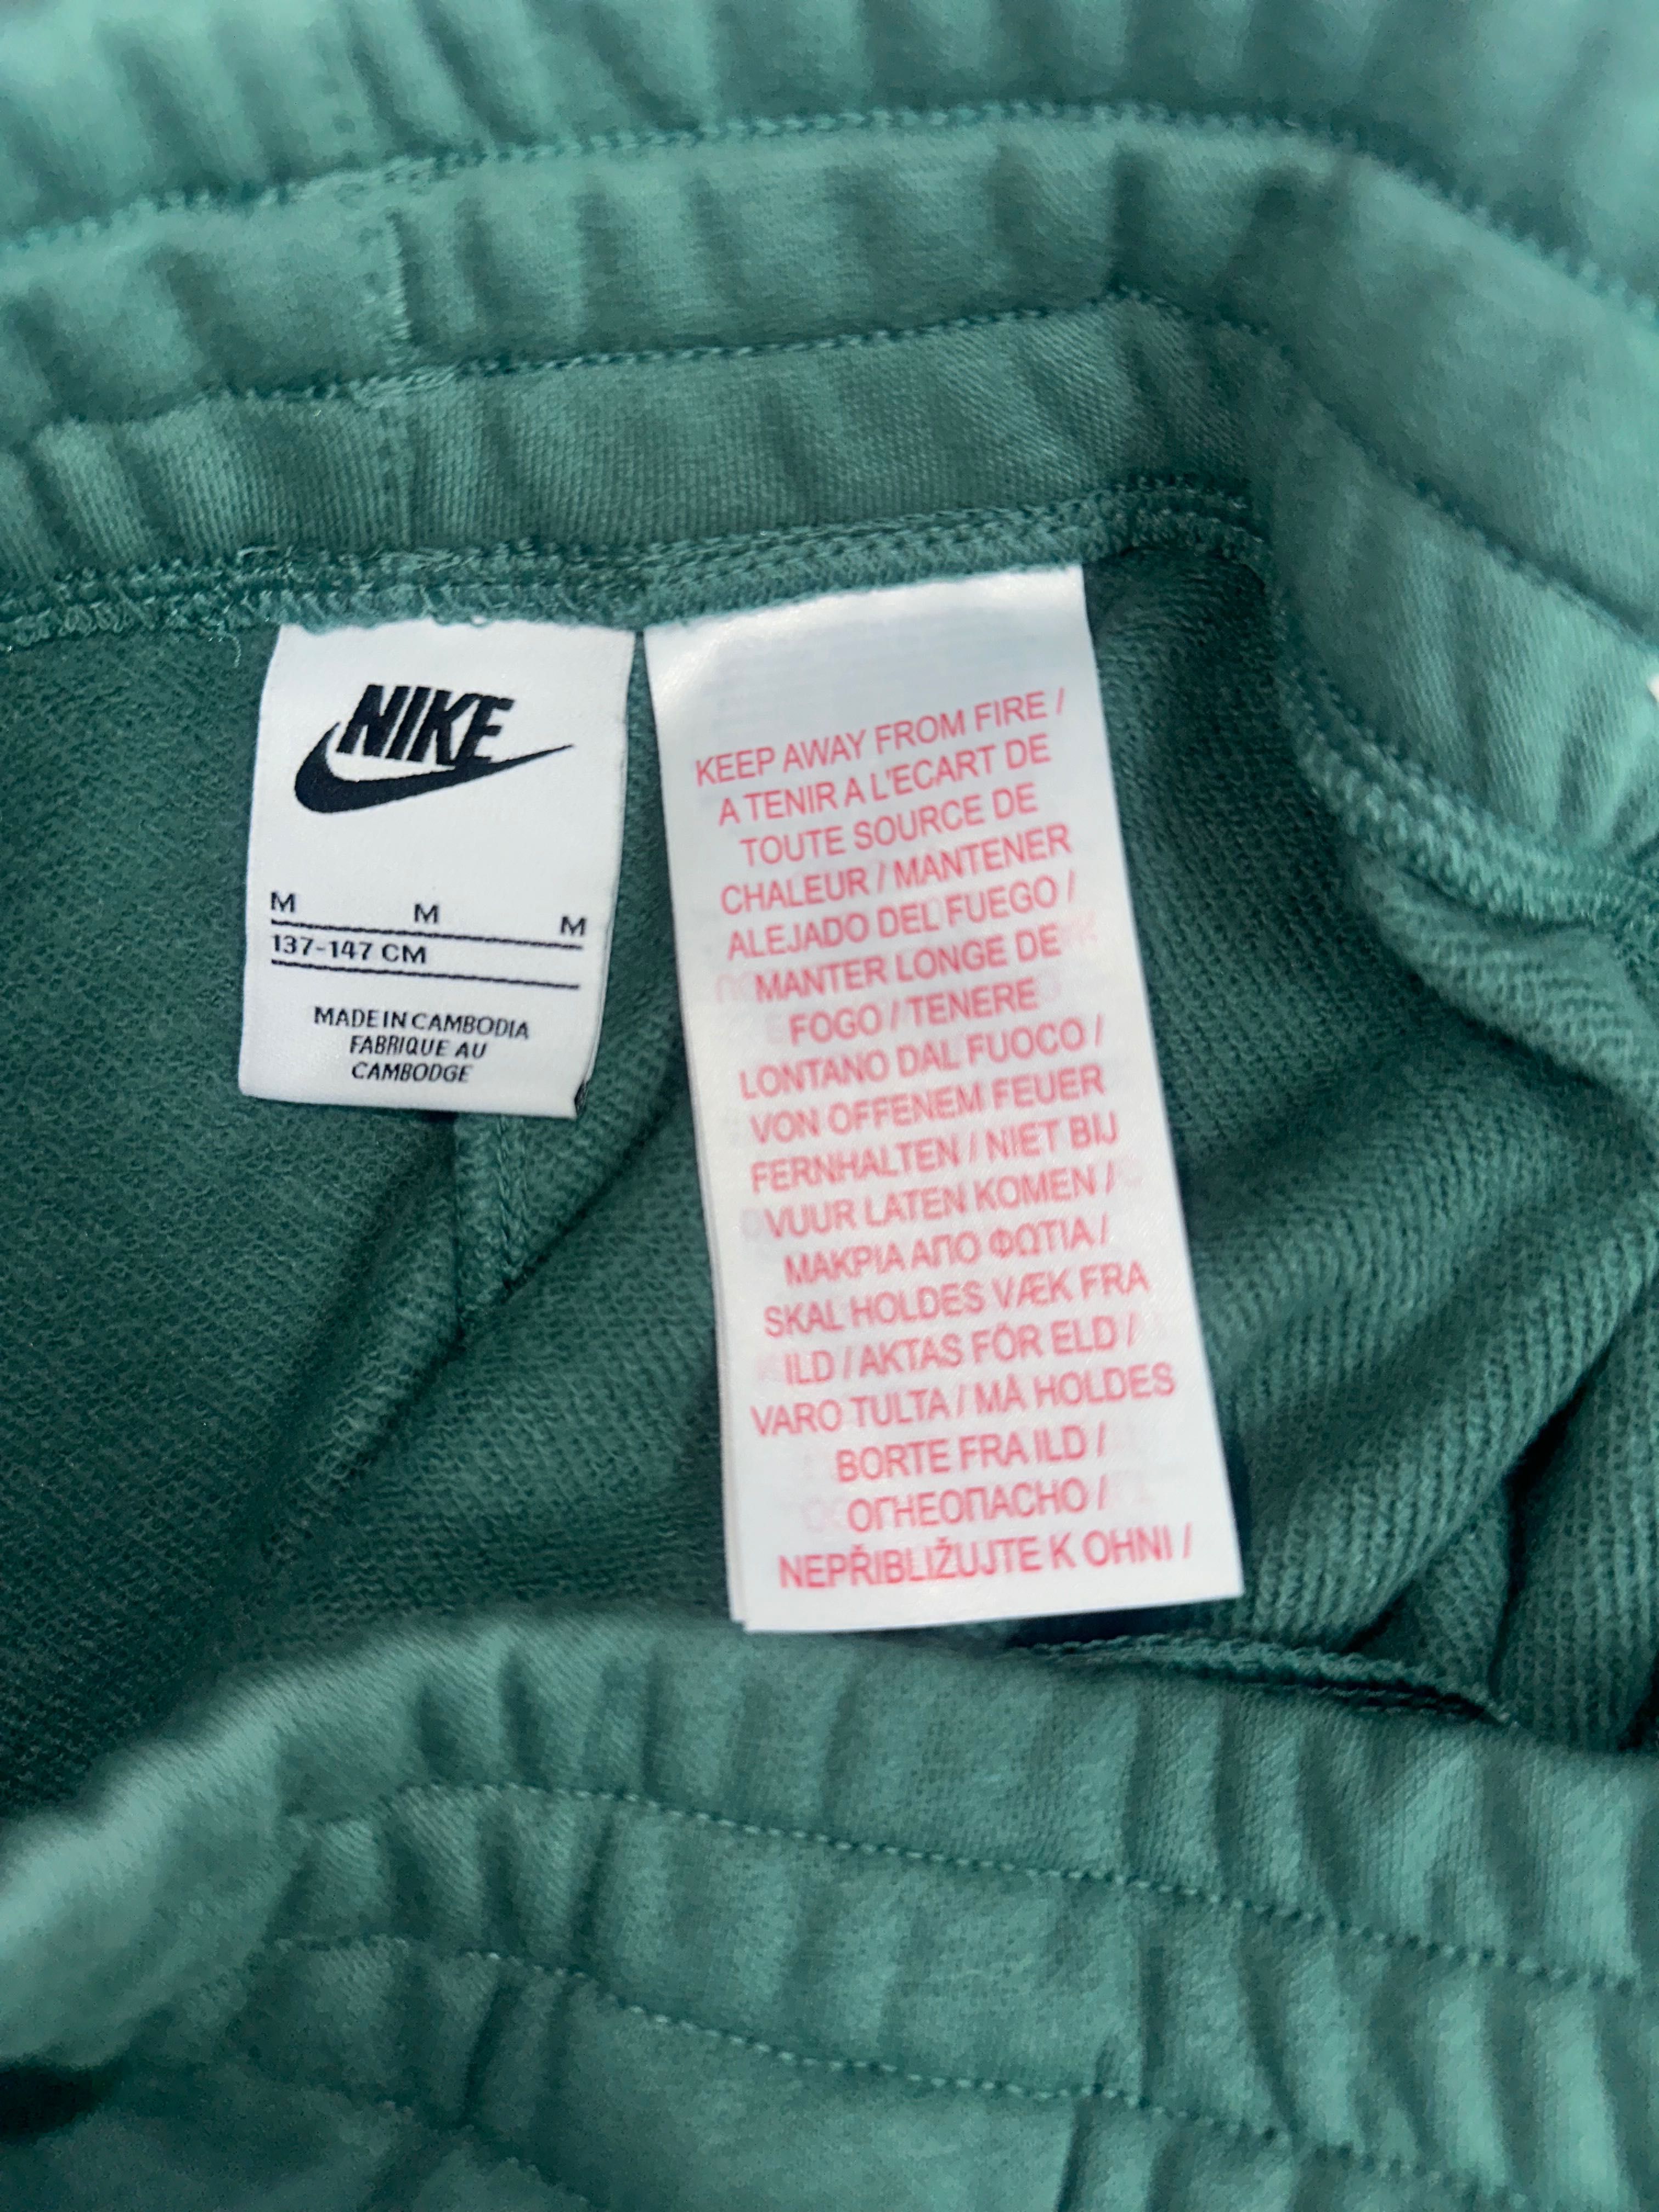 NIKE
M M M
137-147 CM
MADE IN CAMBODIA
FABRIQUE AU
CAMBODGE
KEEP AWAY FROM FIRE /
A TENIR A L'ECART DE
TOUTE SOURCE DE
CHALEUR / MANTENER
ALEJADO DEL FUEGO /
MANTER LONGE DE
FOGO / TENERE
LONTANO DAL FUOCO /
VON OFFENEM FEUER
FERNHALTEN / NIET BIJ
VUUR LATEN KOMEN /
ΜΑΚΡΙΑ ΑΠΟ ΦΩΤΙΑ /
SKAL HOLDES VÆK FRA
ILD / AKTAS FÖR ELD /
VARO TULTA / MÅ HOLDES
BORTE FRA ILD /
ОГНЕОПАСНО /
NEPŘIBLIŽUJTE K OHNI /